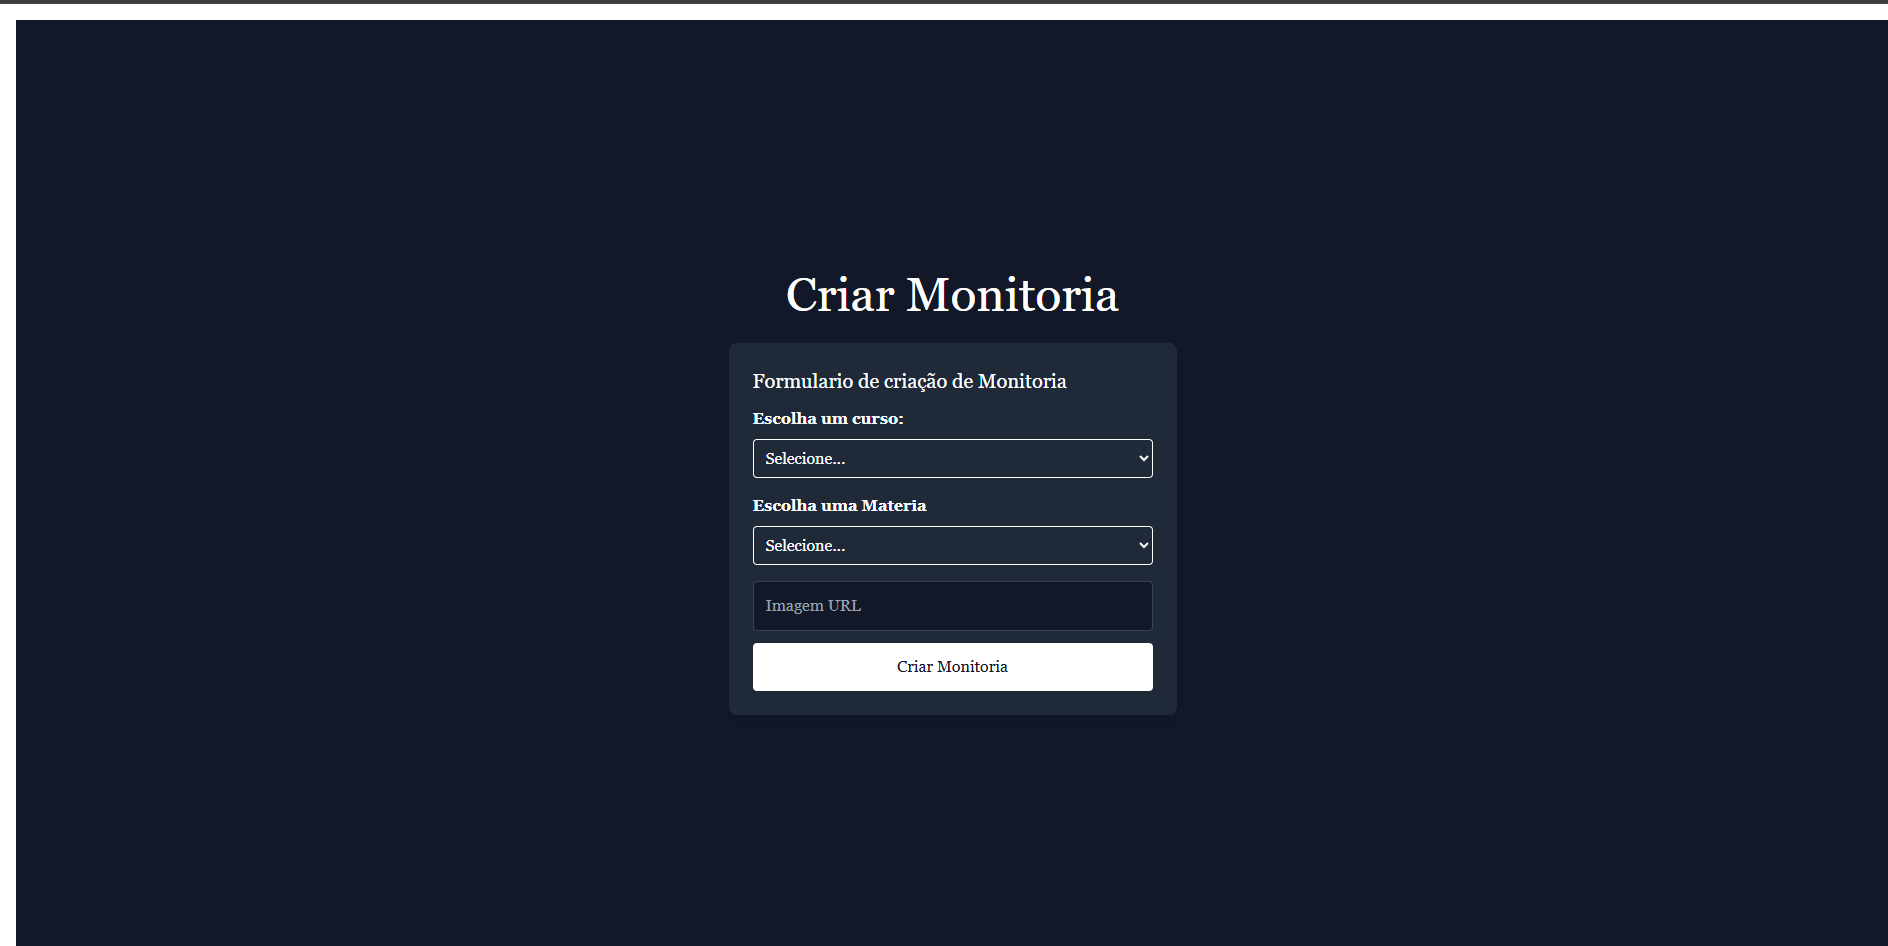 Criar Monitoria
Formulario de criação de Monitoria
Escolha um curso:
Selecione...
Escolha uma Materia
Selecione...
Imagem URL
Criar Monitoria